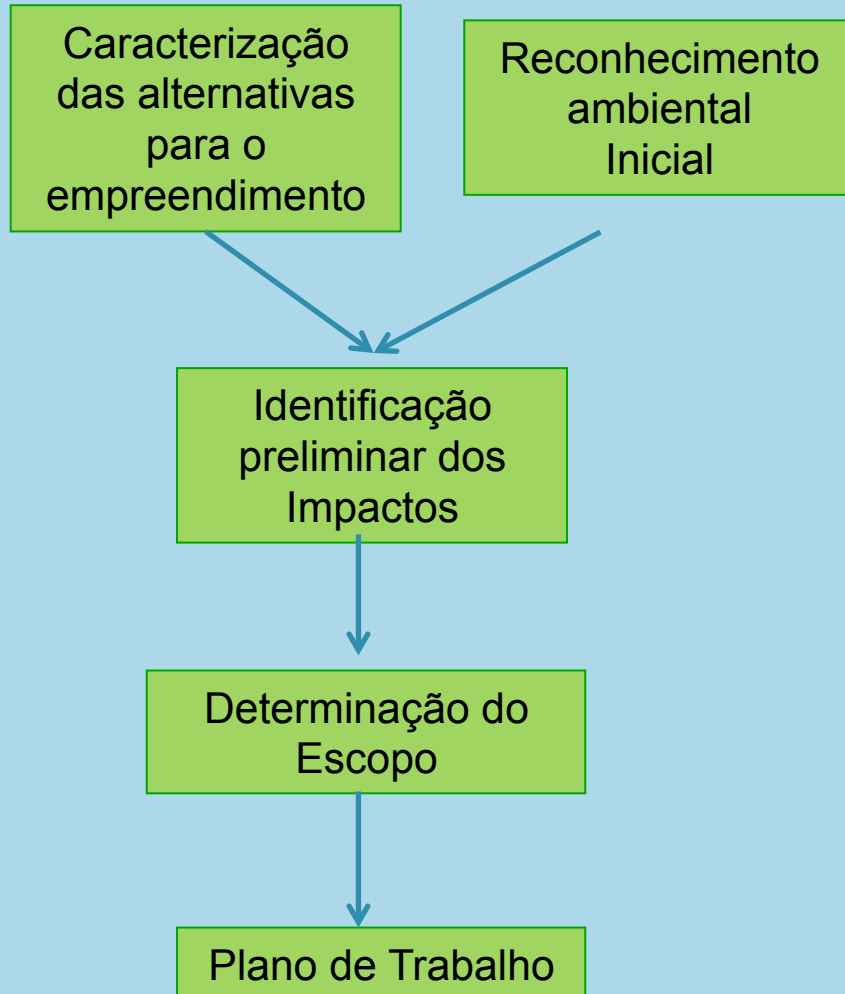 Caracterização
das alternativas
para o
empreendimento
Reconhecimento
ambiental
Inicial
Identificação
preliminar dos
Impactos
Determinação do
Escopo
Plano de Trabalho